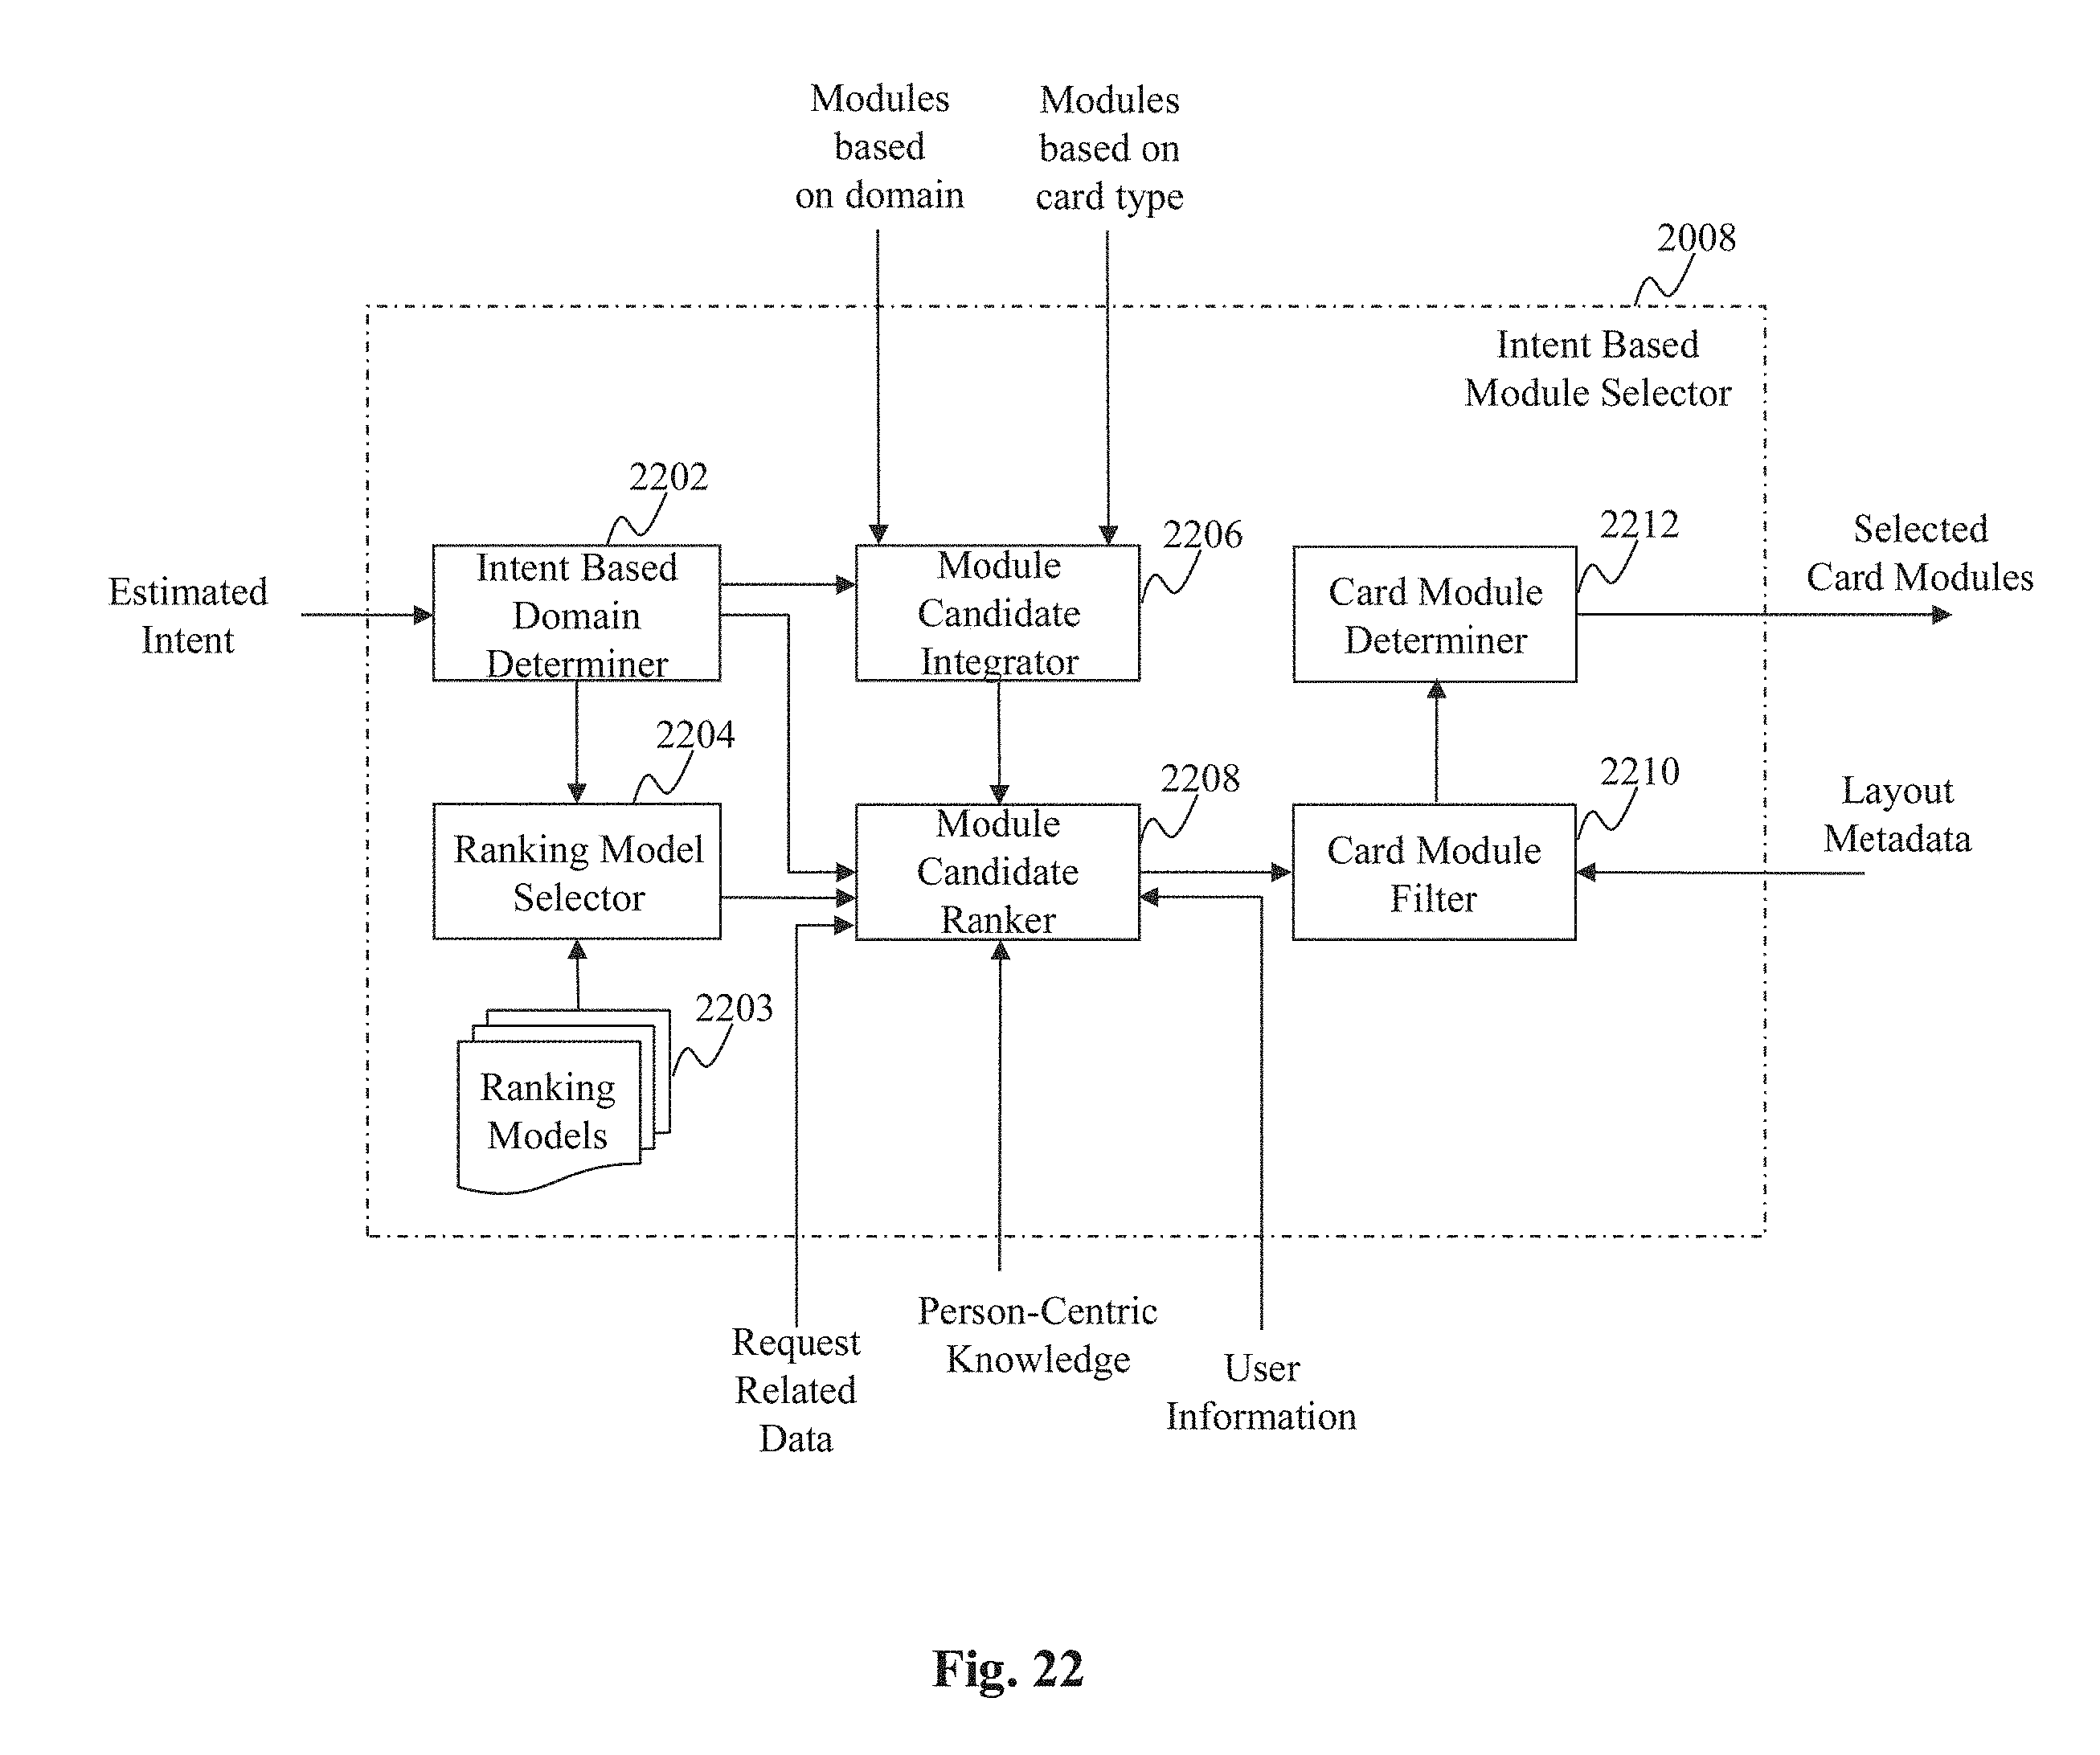 Modules
based
on domain
Modules
based on
card type
2008
Intent Based
Module Selector
2202
2206
2212
Selected
Card Modules
Estimated
Intent
Intent Based
Domain
Determiner
Module
Candidate
Integrator
Card Module
Determiner
2204
2208
2210
Layout
Metadata
Ranking Model
Selector
Module
Candidate
Ranker
Card Module
Filter
2203
Ranking
Models
Request
Related
Data
Person-Centric
Knowledge
User
Information
Fig. 22